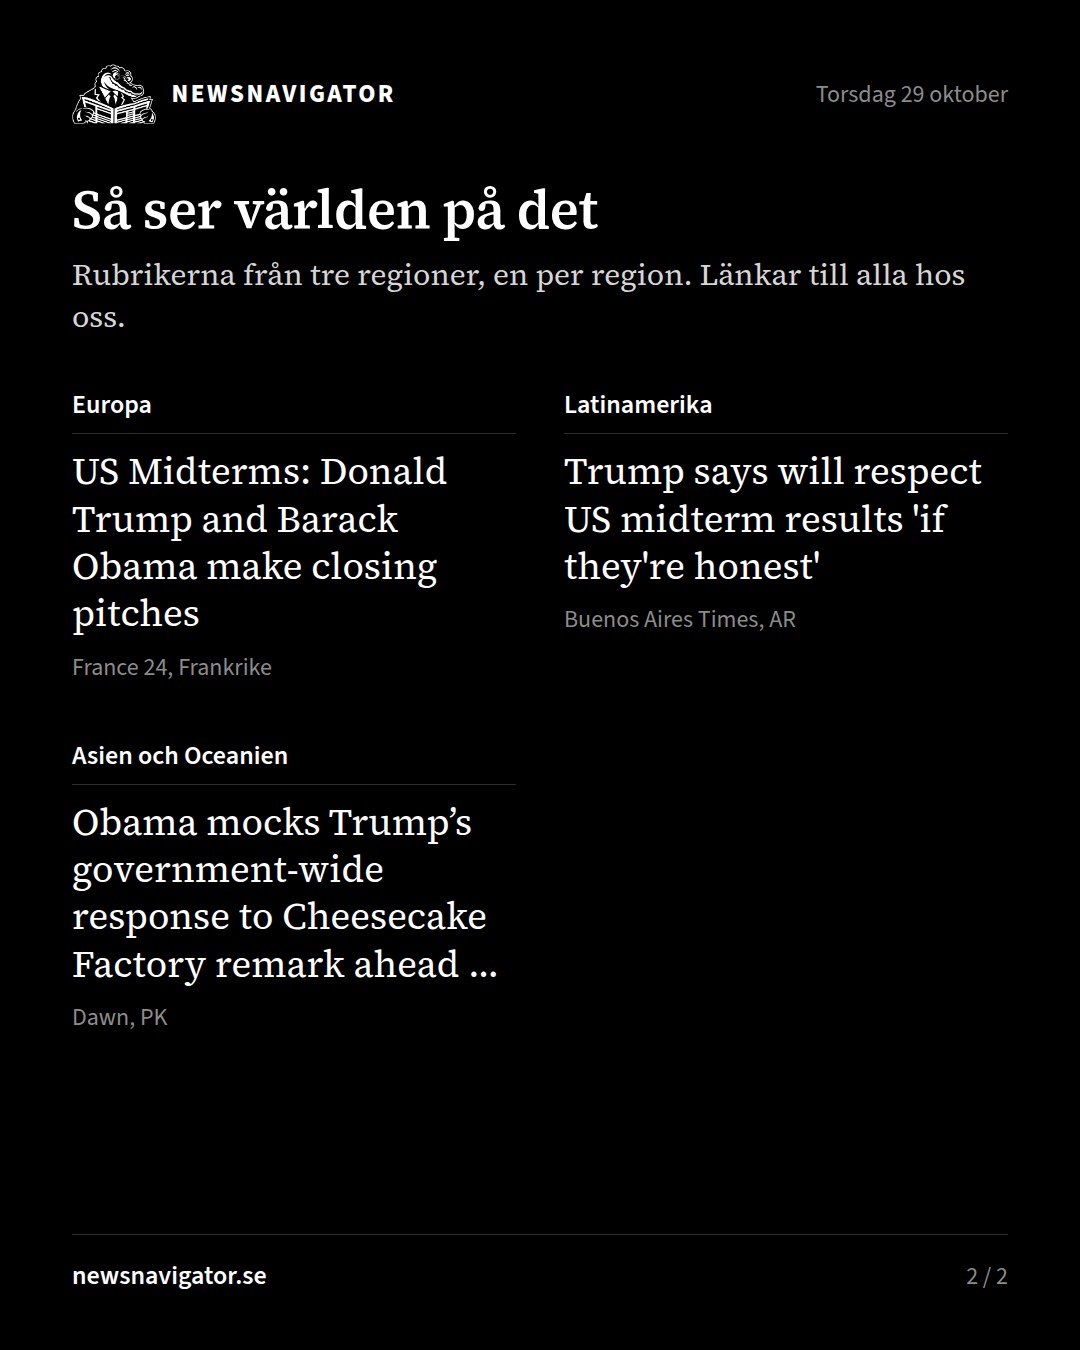 NEWSNAVIGATOR
Torsdag 29 oktober
Så ser världen på det
Rubrikerna från tre regioner, en per region. Länkar till alla hos
oss.
Europa
US Midterms: Donald
Trump and Barack
Obama make closing
pitches
France 24, Frankrike
Latinamerika
Trump says will respect
US midterm results 'if
they're honest'
Buenos Aires Times, AR
Asien och Oceanien
Obama mocks Trump’s
government-wide
response to Cheesecake
Factory remark ahead ...
Dawn, PK
newsnavigator.se
2 / 2